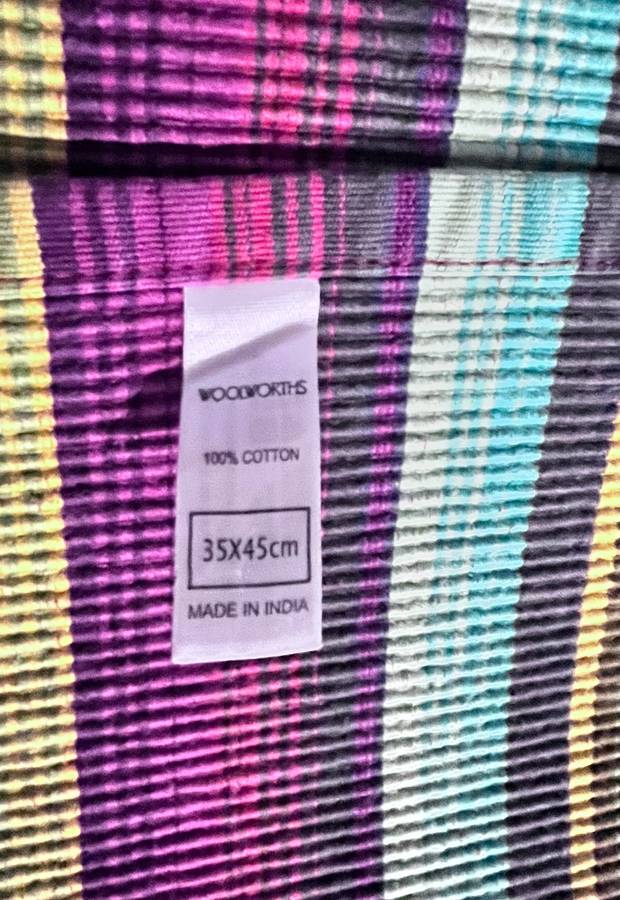 WOOLWORTHS
100% COTTON
35X45cm
MADE IN INDIA